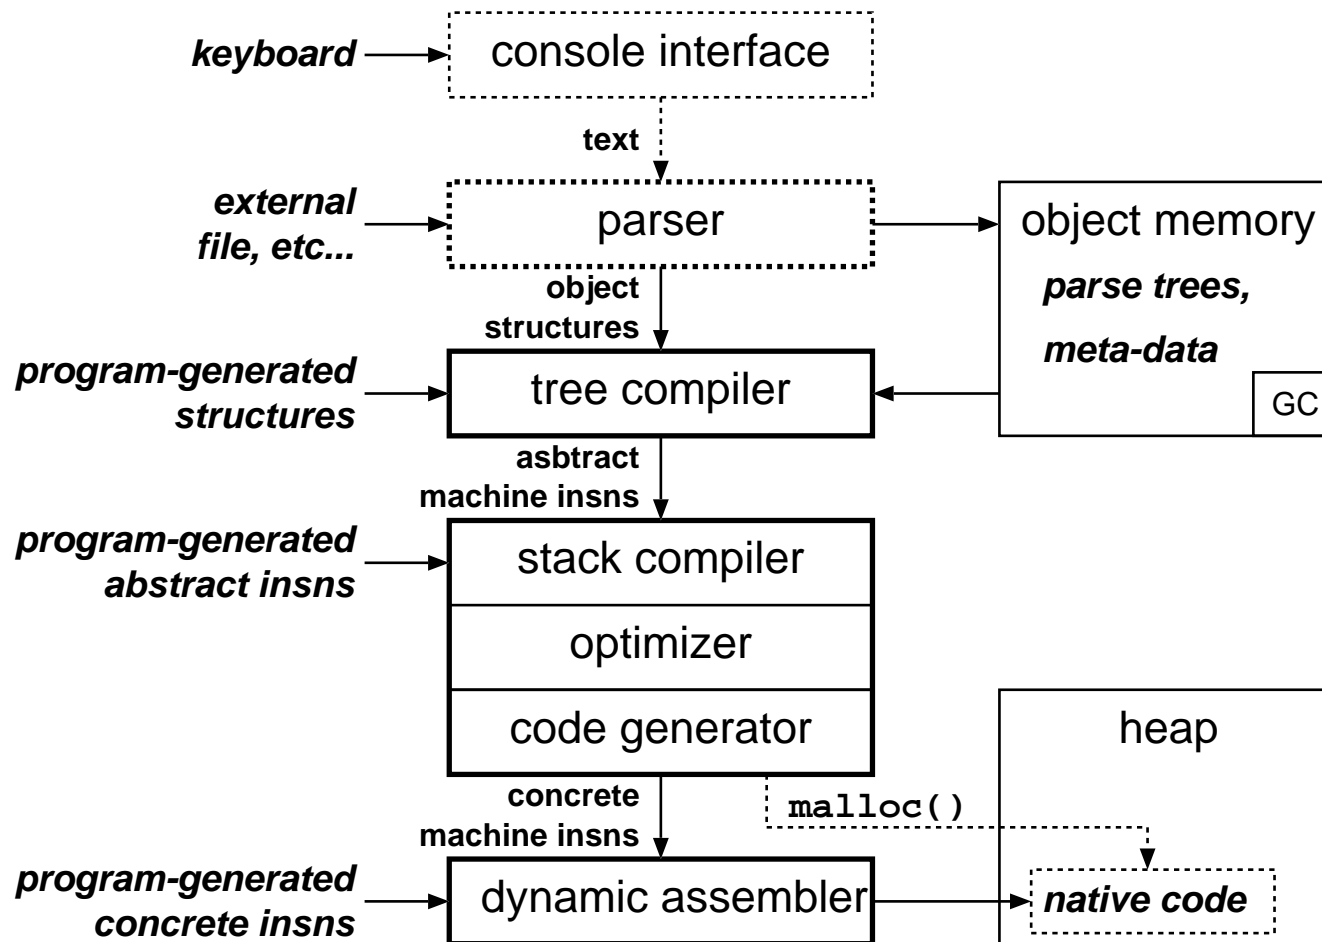 keyboard
console interface
text
external
file, etc...
parser
object memory
parse trees,
meta-data
GC
object
structures
program-generated
structures
tree compiler
asbtract
machine insns
program-generated
abstract insns
stack compiler
optimizer
code generator
heap
concrete
machine insns
malloc()
program-generated
concrete insns
dynamic assembler
native code